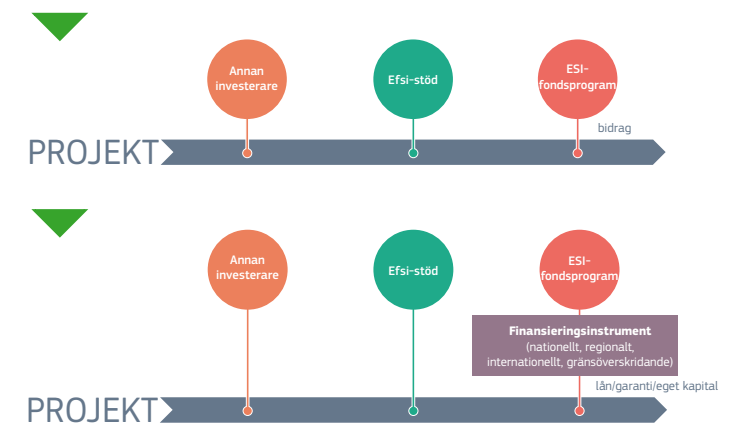 Annan
investerare
Efsi-stöd
ESI-
fondsprogram
bidrag
PROJEKT
Annan
investerare
Efsi-stöd
ESI-
fondsprogram
Finansieringsinstrument
(nationellt, regionalt,
internationellt, gränsöverskridande)
lån/garanti/eget kapital
PROJEKT